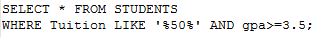 SELECT * FROM STUDENTS
WHERE Tuition LIKE '%50%' AND gpa>=3.5;